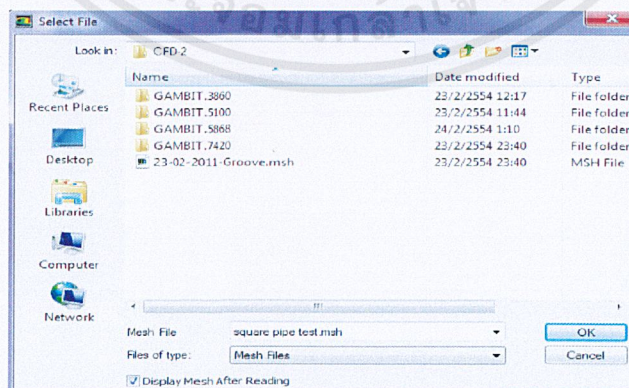 Select File
Look in: CFD-2
Name Date modified Type
GAMBIT.3860 23/2/2554 12:17 File folder
GAMBIT.5100 23/2/2554 11:44 File folder
GAMBIT.5868 24/2/2554 1:10 File folder
GAMBIT.7420 23/2/2554 23:40 File folder
23-02-2011-Groove.msh 23/2/2554 23:40 MSH File
Recent Places
Desktop
Libraries
Computer
Network
Mesh File square pipe test.msh OK
Files of type: Mesh Files Cancel
Display Mesh After Reading